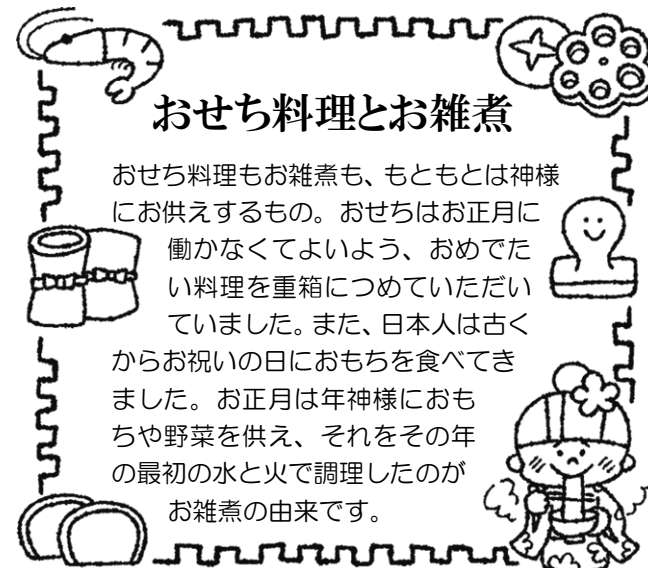 おせち料理とお雑煮
おせち料理もお雑煮も、もともとは神様
にお供えするもの。おせちはお正月に
働かなくてよいよう、おめでた
い料理を重箱につめていただい
ていました。また、日本人は古く
からお祝いの日におもちを食べてき
ました。お正月は年神様におも
ちや野菜を供え、それをその年
の最初の水と火で調理したのが
お雑煮の由来です。